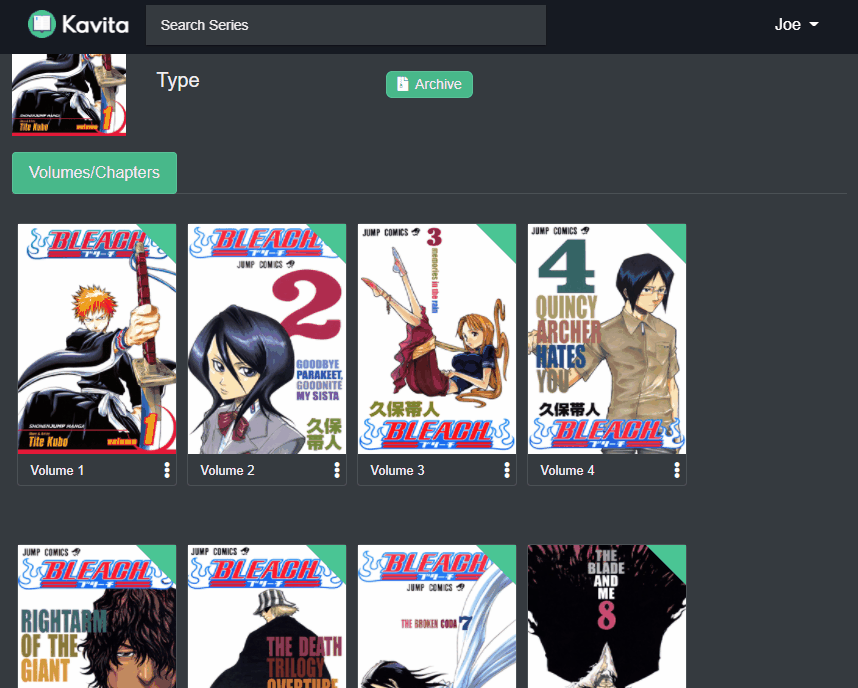 Kavita
Search Series
Joe
Type
Archive
SHONEN JUMP MANGA
Tite Kubo
volume 1
Volumes/Chapters
BLEACH
ブリーチ
SHONEN JUMP MANGA
Tite Kubo
volume 1
Volume 1
BLEACH
ブリーチ
JUMP COMICS
2
GOODBYE
PARAKEET,
GOODNITE
MY SISTA
久保
帯人
Volume 2
JUMP COMICS
3
memories in the rain
久保帯人
BLEACH
ブリーチ
Volume 3
JUMP COMICS
4
QUINCY
ARCHER
HATES
YOU
久保帯人
BLEACH
ブリーチ
Volume 4
JUMP COMICS
BLEACH
ブリーチ
RIGHTARM
OF THE
GIANT
JUMP COMICS
BLEACH
ブリーチ
THE DEATH
TRILOGY
OVERTURE
BLEACH
ブリーチ
JUMP COMICS
THE BROKEN CODA 7
THE
BLADE
AND
ME
8